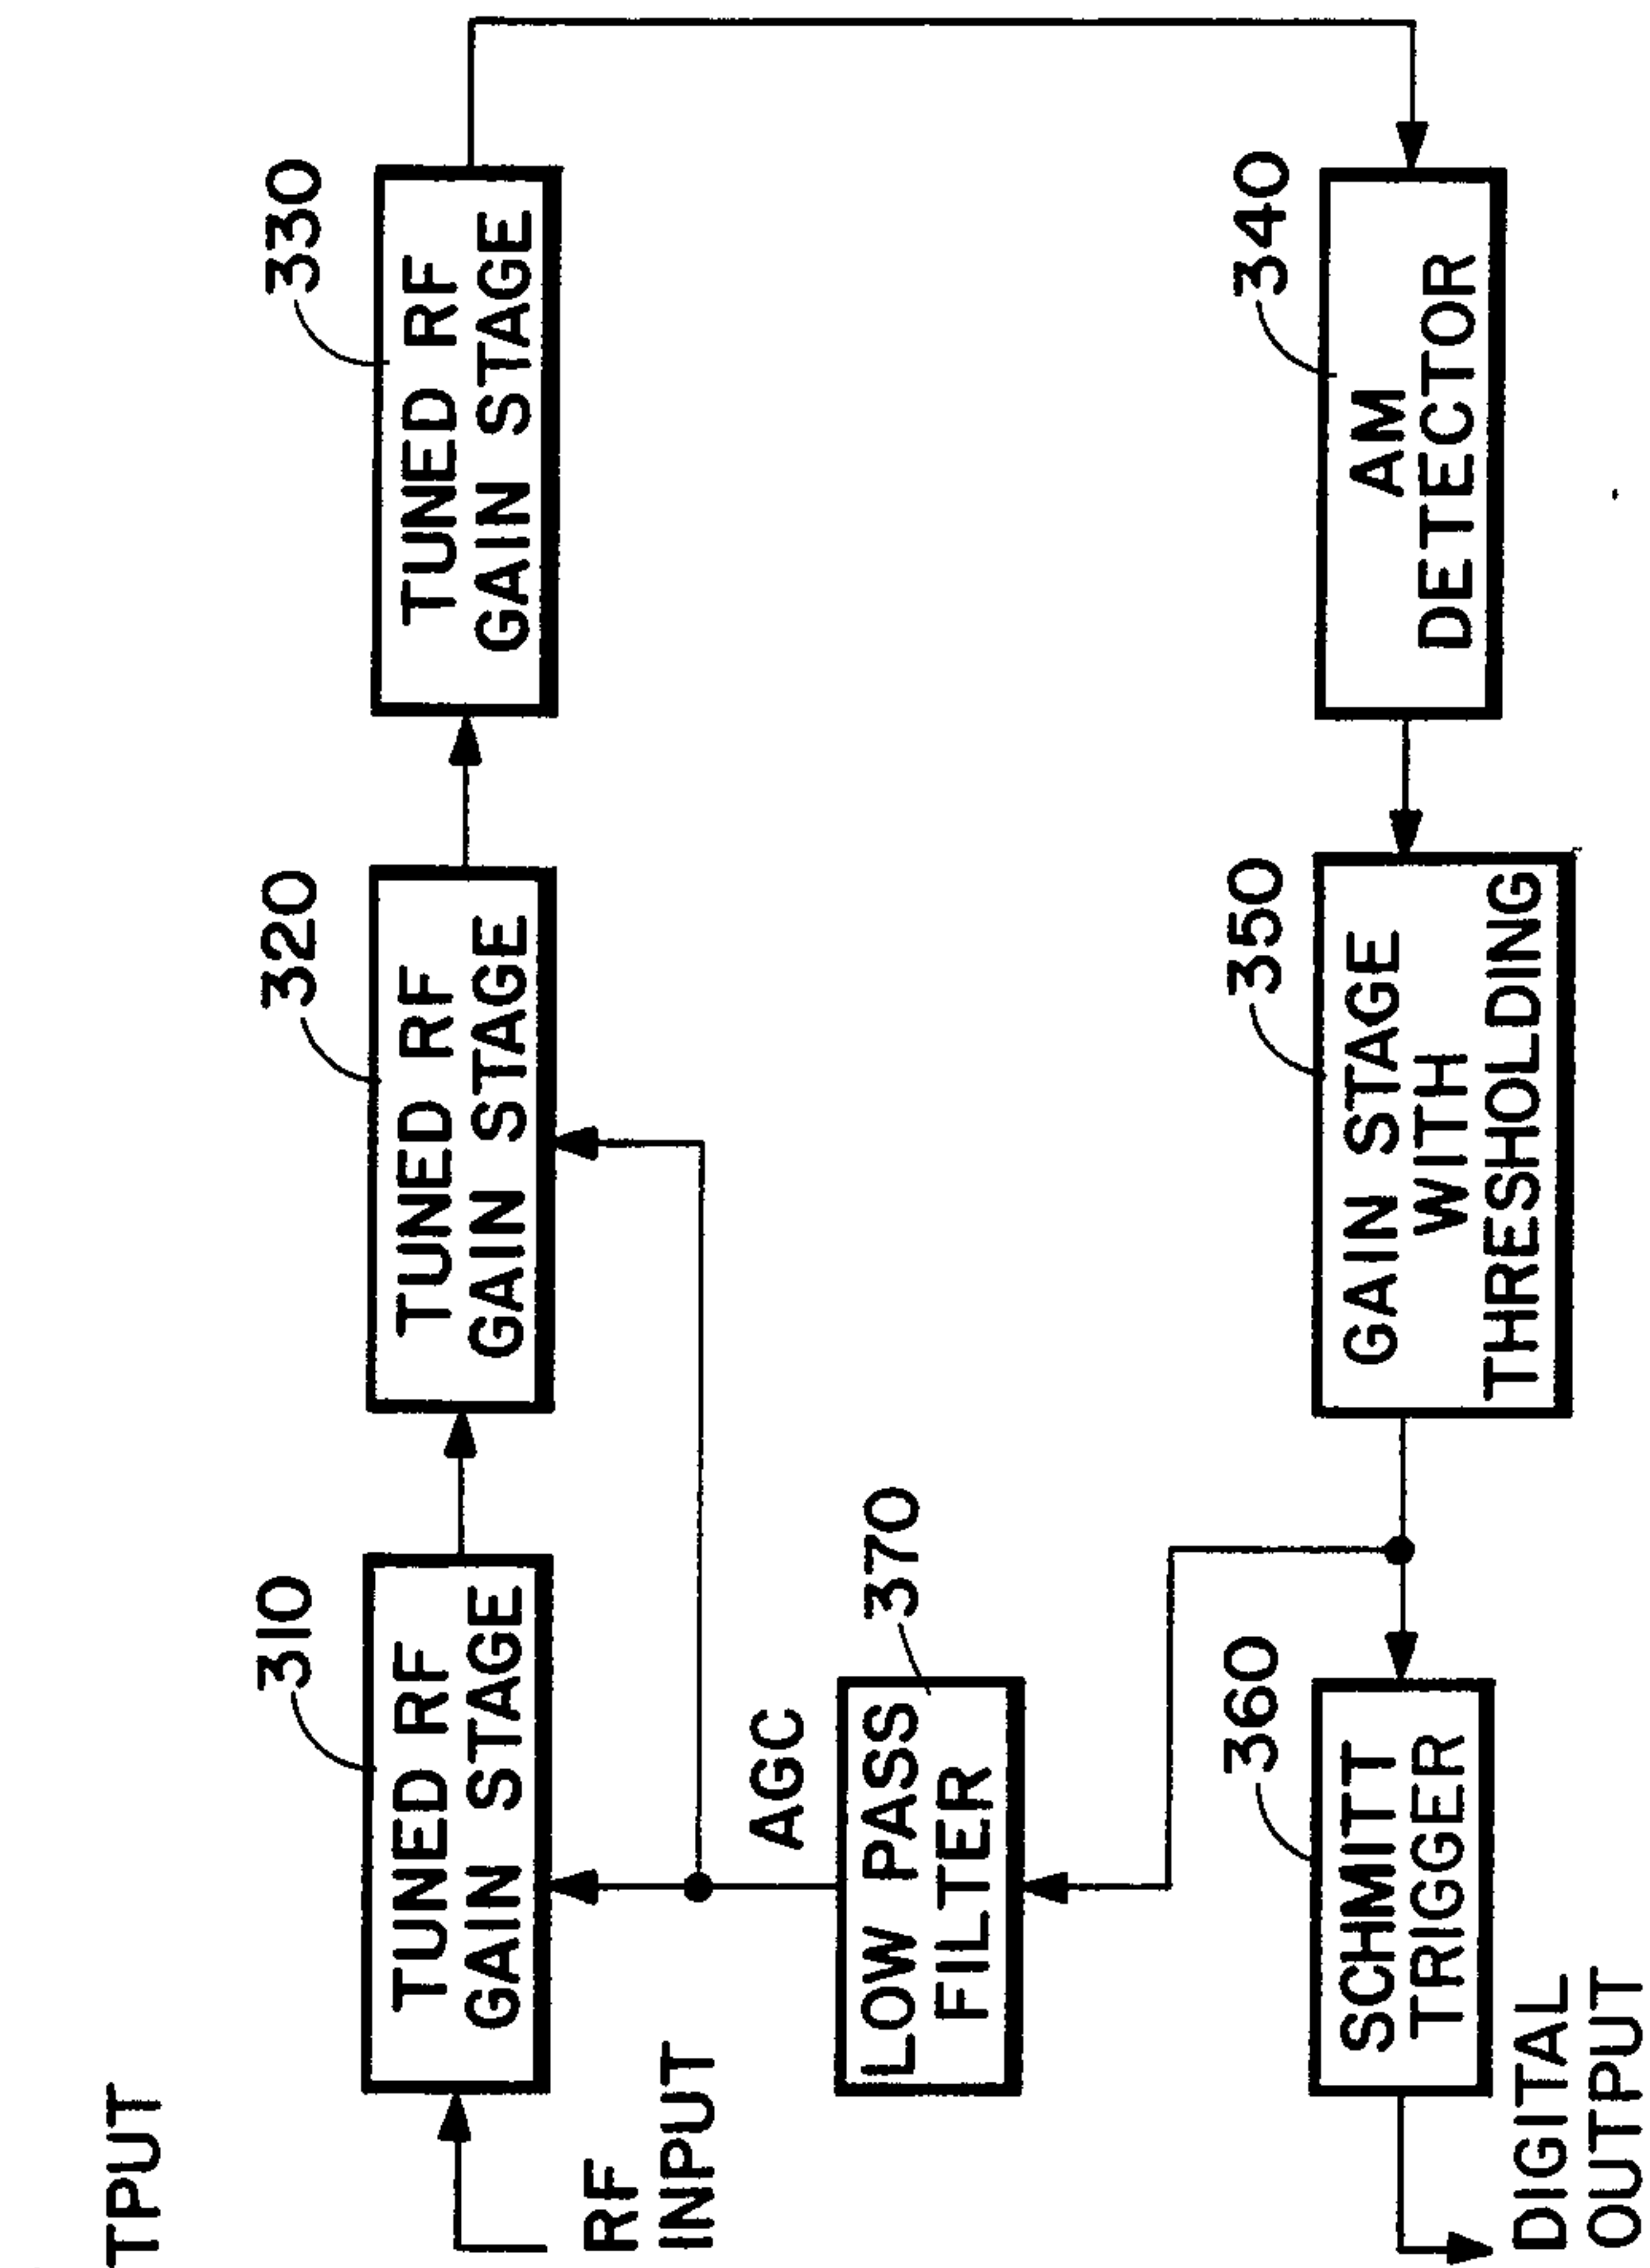 TPUT
310
TUNED RF
GAIN STAGE
320
TUNED RF
GAIN STAGE
330
TUNED RF
GAIN STAGE
RF
INPUT
AGC
370
LOW PASS
FILTER
360
SCHMITT
TRIGGER
350
GAIN STAGE
WITH
THRESHOLDING
340
AM
DETECTOR
DIGITAL
OUTPUT